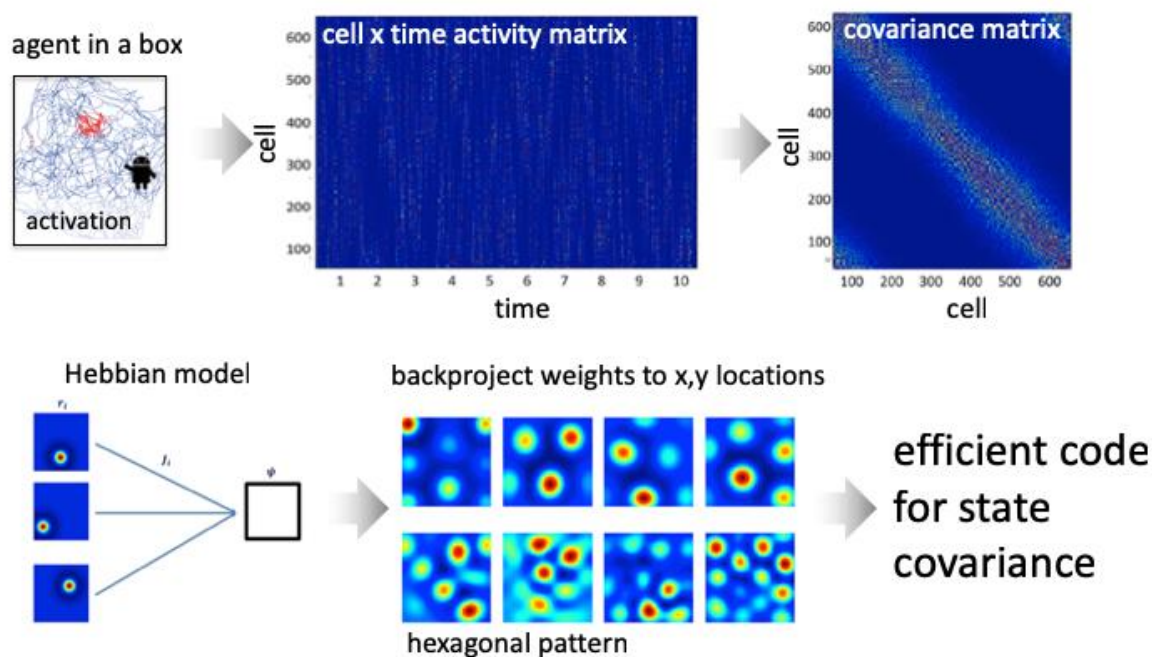 agent in a box
activation
cell x time activity matrix
600
500
400
300
200
100
cell
1 2 3 4 5 6 7 8 9 10
time
covariance matrix
600
500
400
300
200
100
cell
100 200 300 400 500 600
cell
Hebbian model
r_i
J_i
ψ
backproject weights to x,y locations
hexagonal pattern
efficient code
for state
covariance